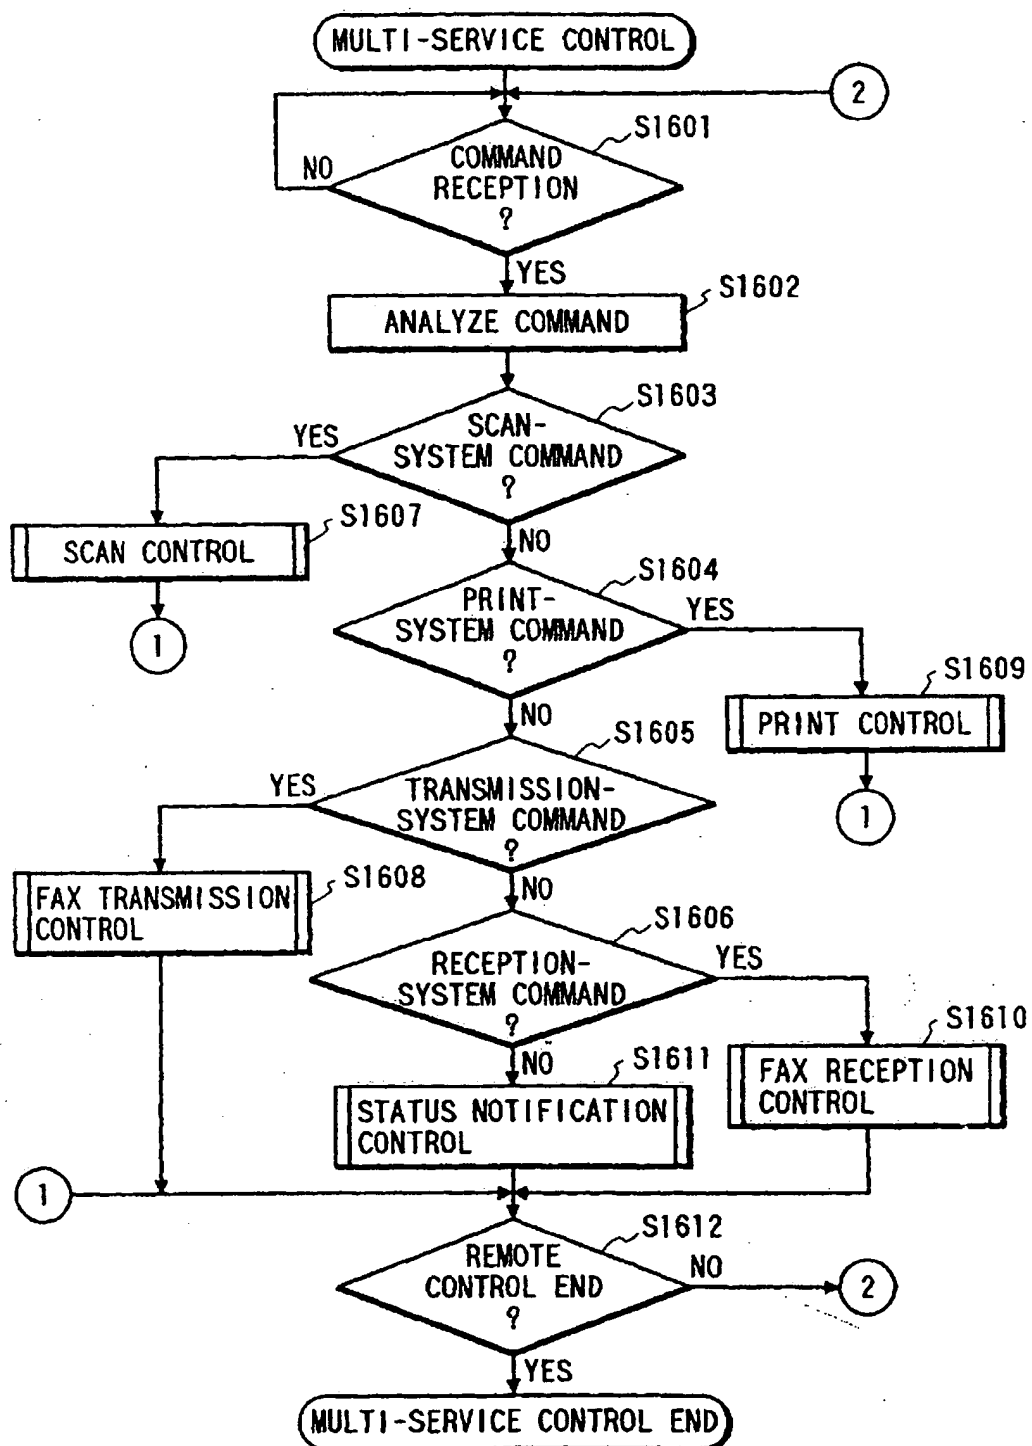 MULTI-SERVICE CONTROL
2
S1601
COMMAND
RECEPTION
?
NO
YES
S1602
ANALYZE COMMAND
S1603
SCAN-
SYSTEM COMMAND
?
YES
NO
S1607
SCAN CONTROL
1
S1604
PRINT-
SYSTEM COMMAND
?
YES
NO
S1609
PRINT CONTROL
1
S1605
TRANSMISSION-
SYSTEM COMMAND
?
YES
NO
S1608
FAX TRANSMISSION
CONTROL
S1606
RECEPTION-
SYSTEM COMMAND
?
YES
NO
S1610
FAX RECEPTION
CONTROL
S1611
STATUS NOTIFICATION
CONTROL
1
S1612
REMOTE
CONTROL END
?
NO
2
YES
MULTI-SERVICE CONTROL END